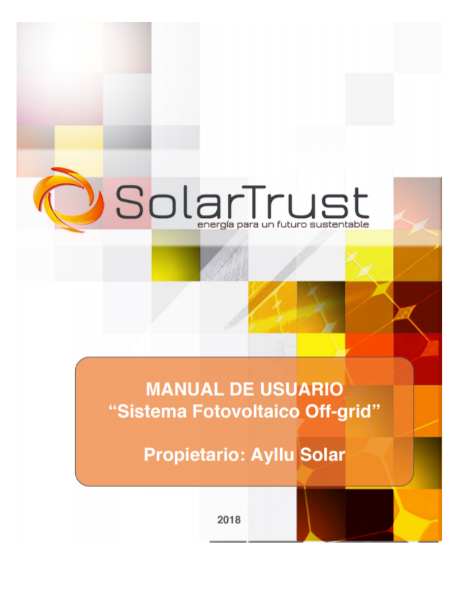 SolarTrust
energía para un futuro sustentable
MANUAL DE USUARIO
“Sistema Fotovoltaico Off-grid”
Propietario: Ayllu Solar
2018